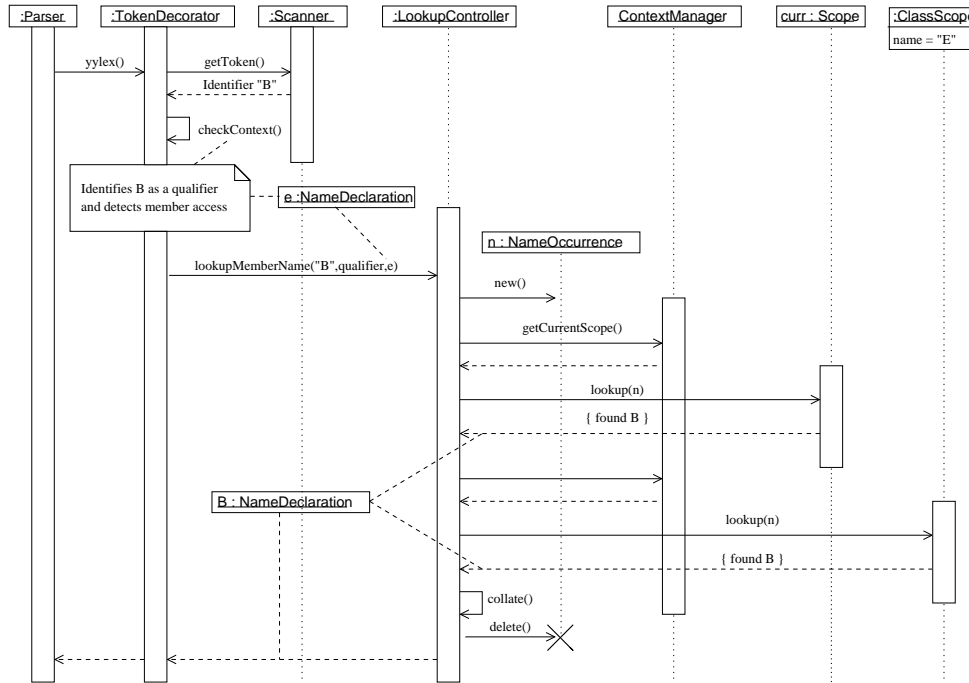 :Parser
:TokenDecorator
:Scanner
:LookupController
ContextManager
curr : Scope
:ClassScope
name = "E"
yylex()
getToken()
Identifier "B"
checkContext()
Identifies B as a qualifier
and detects member access
e :NameDeclaration
n : NameOccurrence
lookupMemberName("B",qualifier,e)
new()
getCurrentScope()
lookup(n)
{ found B }
B : NameDeclaration
lookup(n)
{ found B }
collate()
delete()